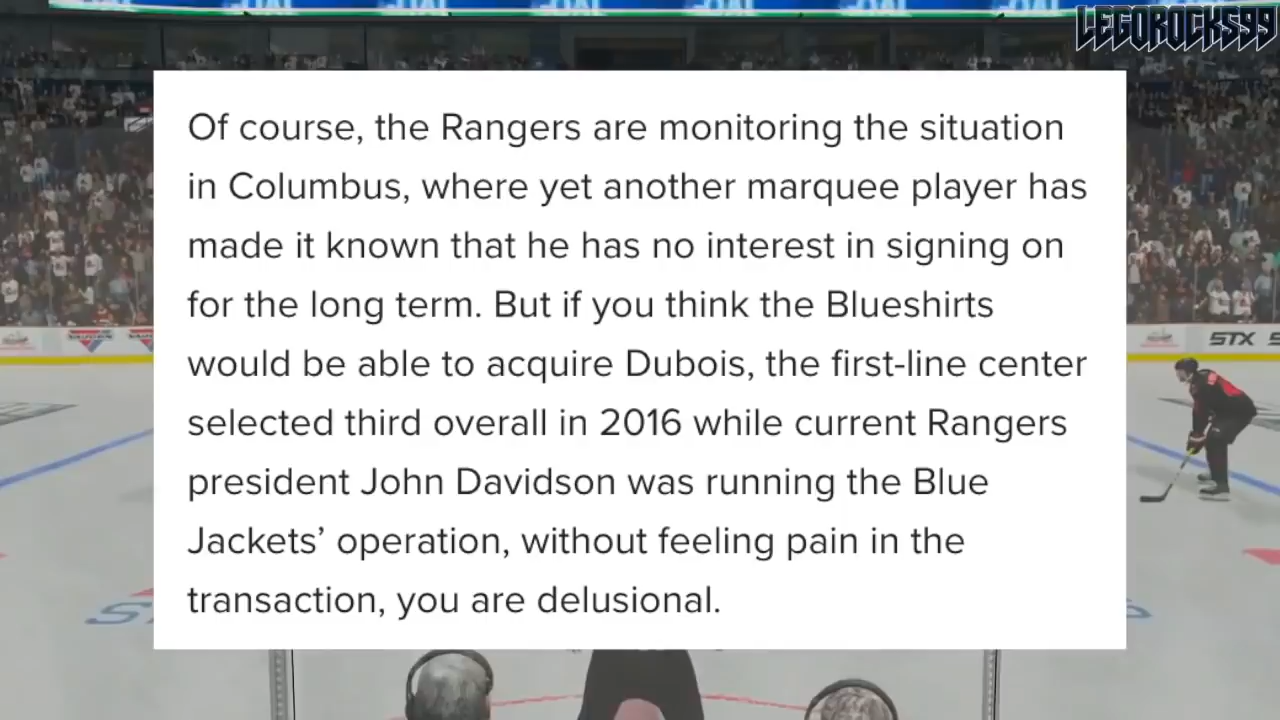 LEGOROCKS99
Of course, the Rangers are monitoring the situation
in Columbus, where yet another marquee player has
made it known that he has no interest in signing on
for the long term. But if you think the Blueshirts
would be able to acquire Dubois, the first-line center
selected third overall in 2016 while current Rangers
president John Davidson was running the Blue
Jackets’ operation, without feeling pain in the
transaction, you are delusional.
STX